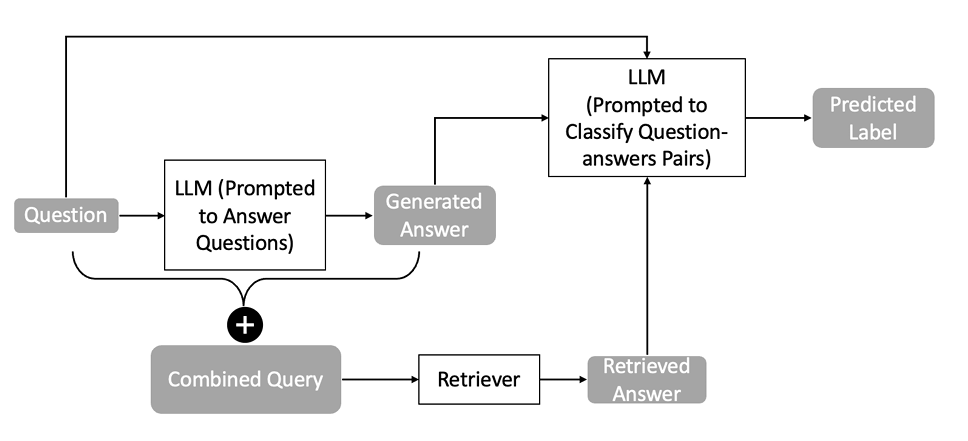 LLM
(Prompted to
Classify Question-
answers Pairs)
Predicted
Label
Question
LLM (Prompted
to Answer
Questions)
Generated
Answer
+
Combined Query
Retriever
Retrieved
Answer